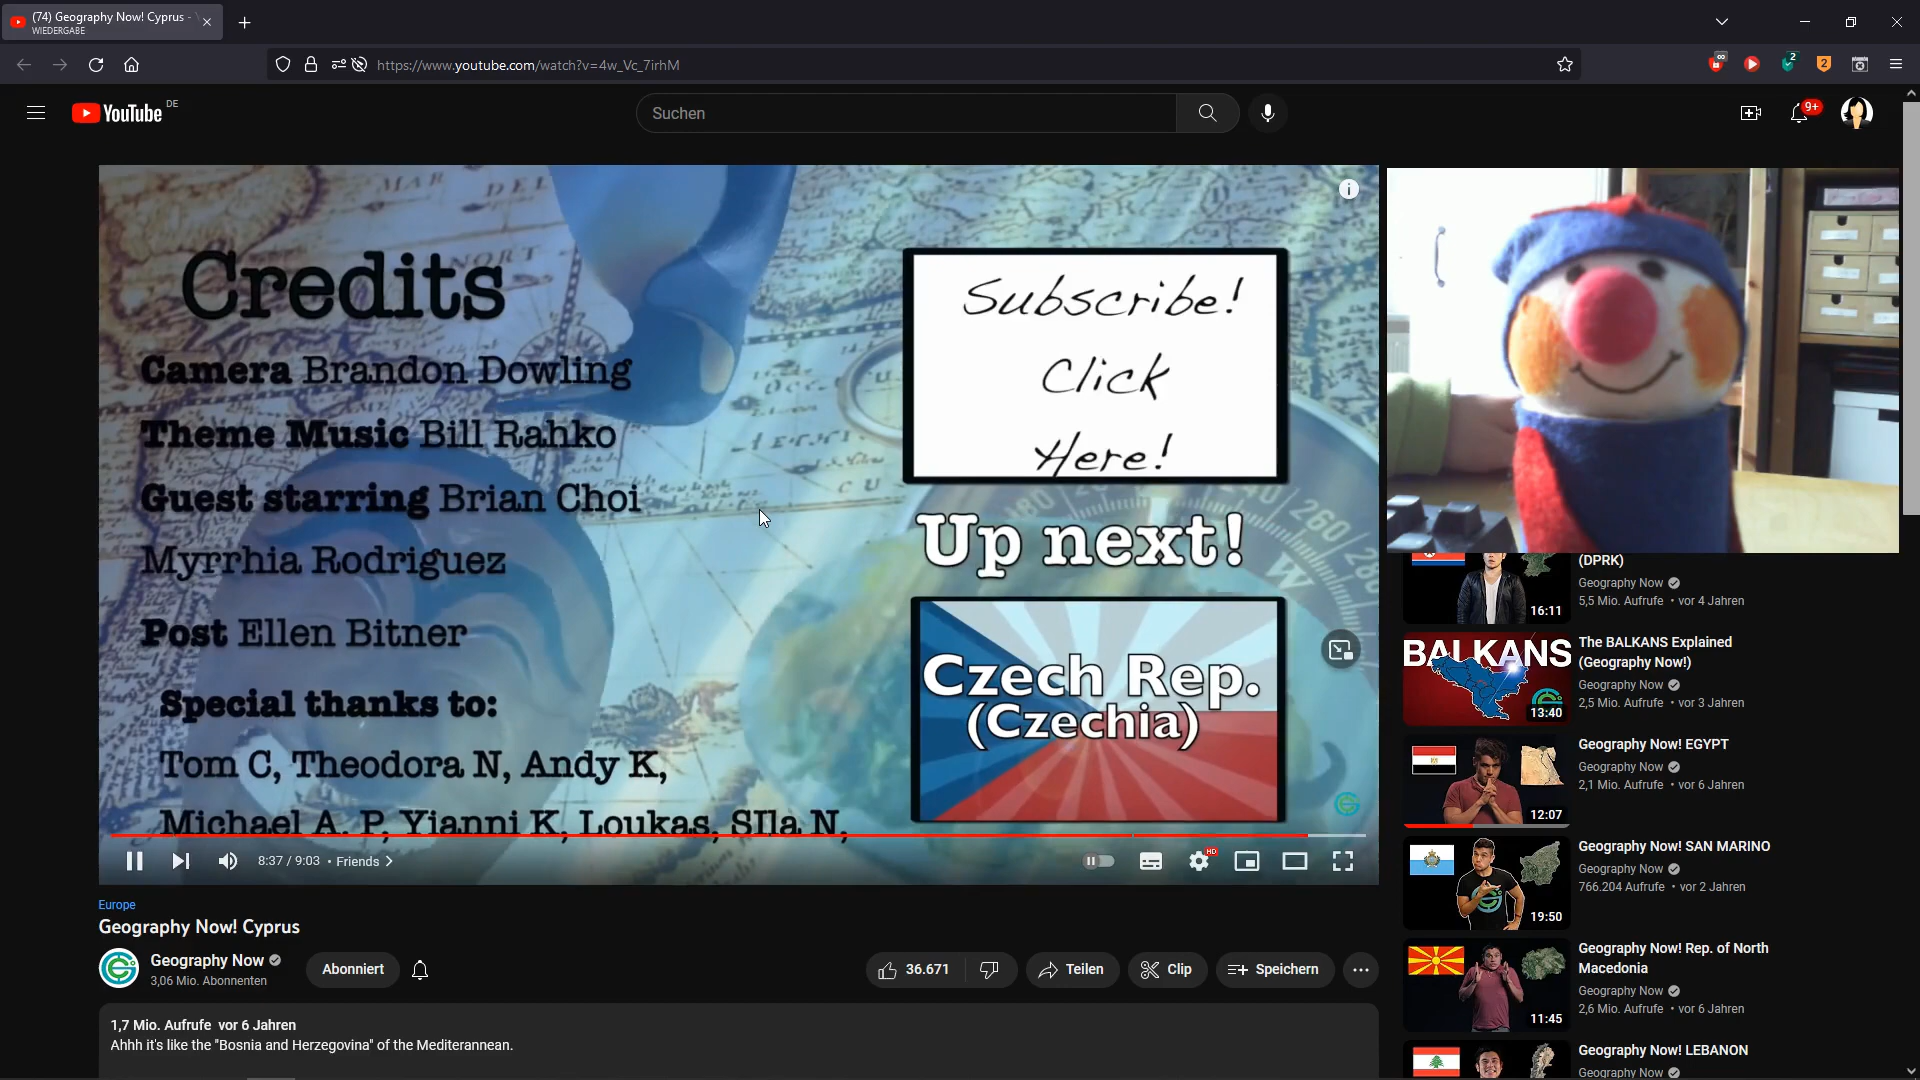 (74) Geography Now! Cyprus -
WIEDERGABE
https://www.youtube.com/watch?v=4w_Vc_7irhM
2
2
YouTube DE
Suchen
9+
Credits
Camera Brandon Dowling
Theme Music Bill Rahko
Guest starring Brian Choi
Myrrhia Rodriguez
Post Ellen Bitner
Special thanks to:
Tom C, Theodora N, Andy K,
Michael A. P, Yianni K, Loukas, SIla N,
Subscribe!
Click
Here!
Up next!
Czech Rep.
(Czechia)
8:37 / 9:03 • Friends
HD
Europe
Geography Now! Cyprus
Geography Now
3,06 Mio. Abonnenten
Abonniert
36.671
Teilen
Clip
Speichern
1,7 Mio. Aufrufe vor 6 Jahren
Ahhh it's like the "Bosnia and Herzegovina" of the Mediterannean.
(DPRK)
Geography Now
5,5 Mio. Aufrufe • vor 4 Jahren
16:11
BALKANS
13:40
The BALKANS Explained
(Geography Now!)
Geography Now
2,5 Mio. Aufrufe • vor 3 Jahren
12:07
Geography Now! EGYPT
Geography Now
2,1 Mio. Aufrufe • vor 6 Jahren
19:50
Geography Now! SAN MARINO
Geography Now
766.204 Aufrufe • vor 2 Jahren
11:45
Geography Now! Rep. of North
Macedonia
Geography Now
2,6 Mio. Aufrufe • vor 6 Jahren
Geography Now! LEBANON
Geography Now